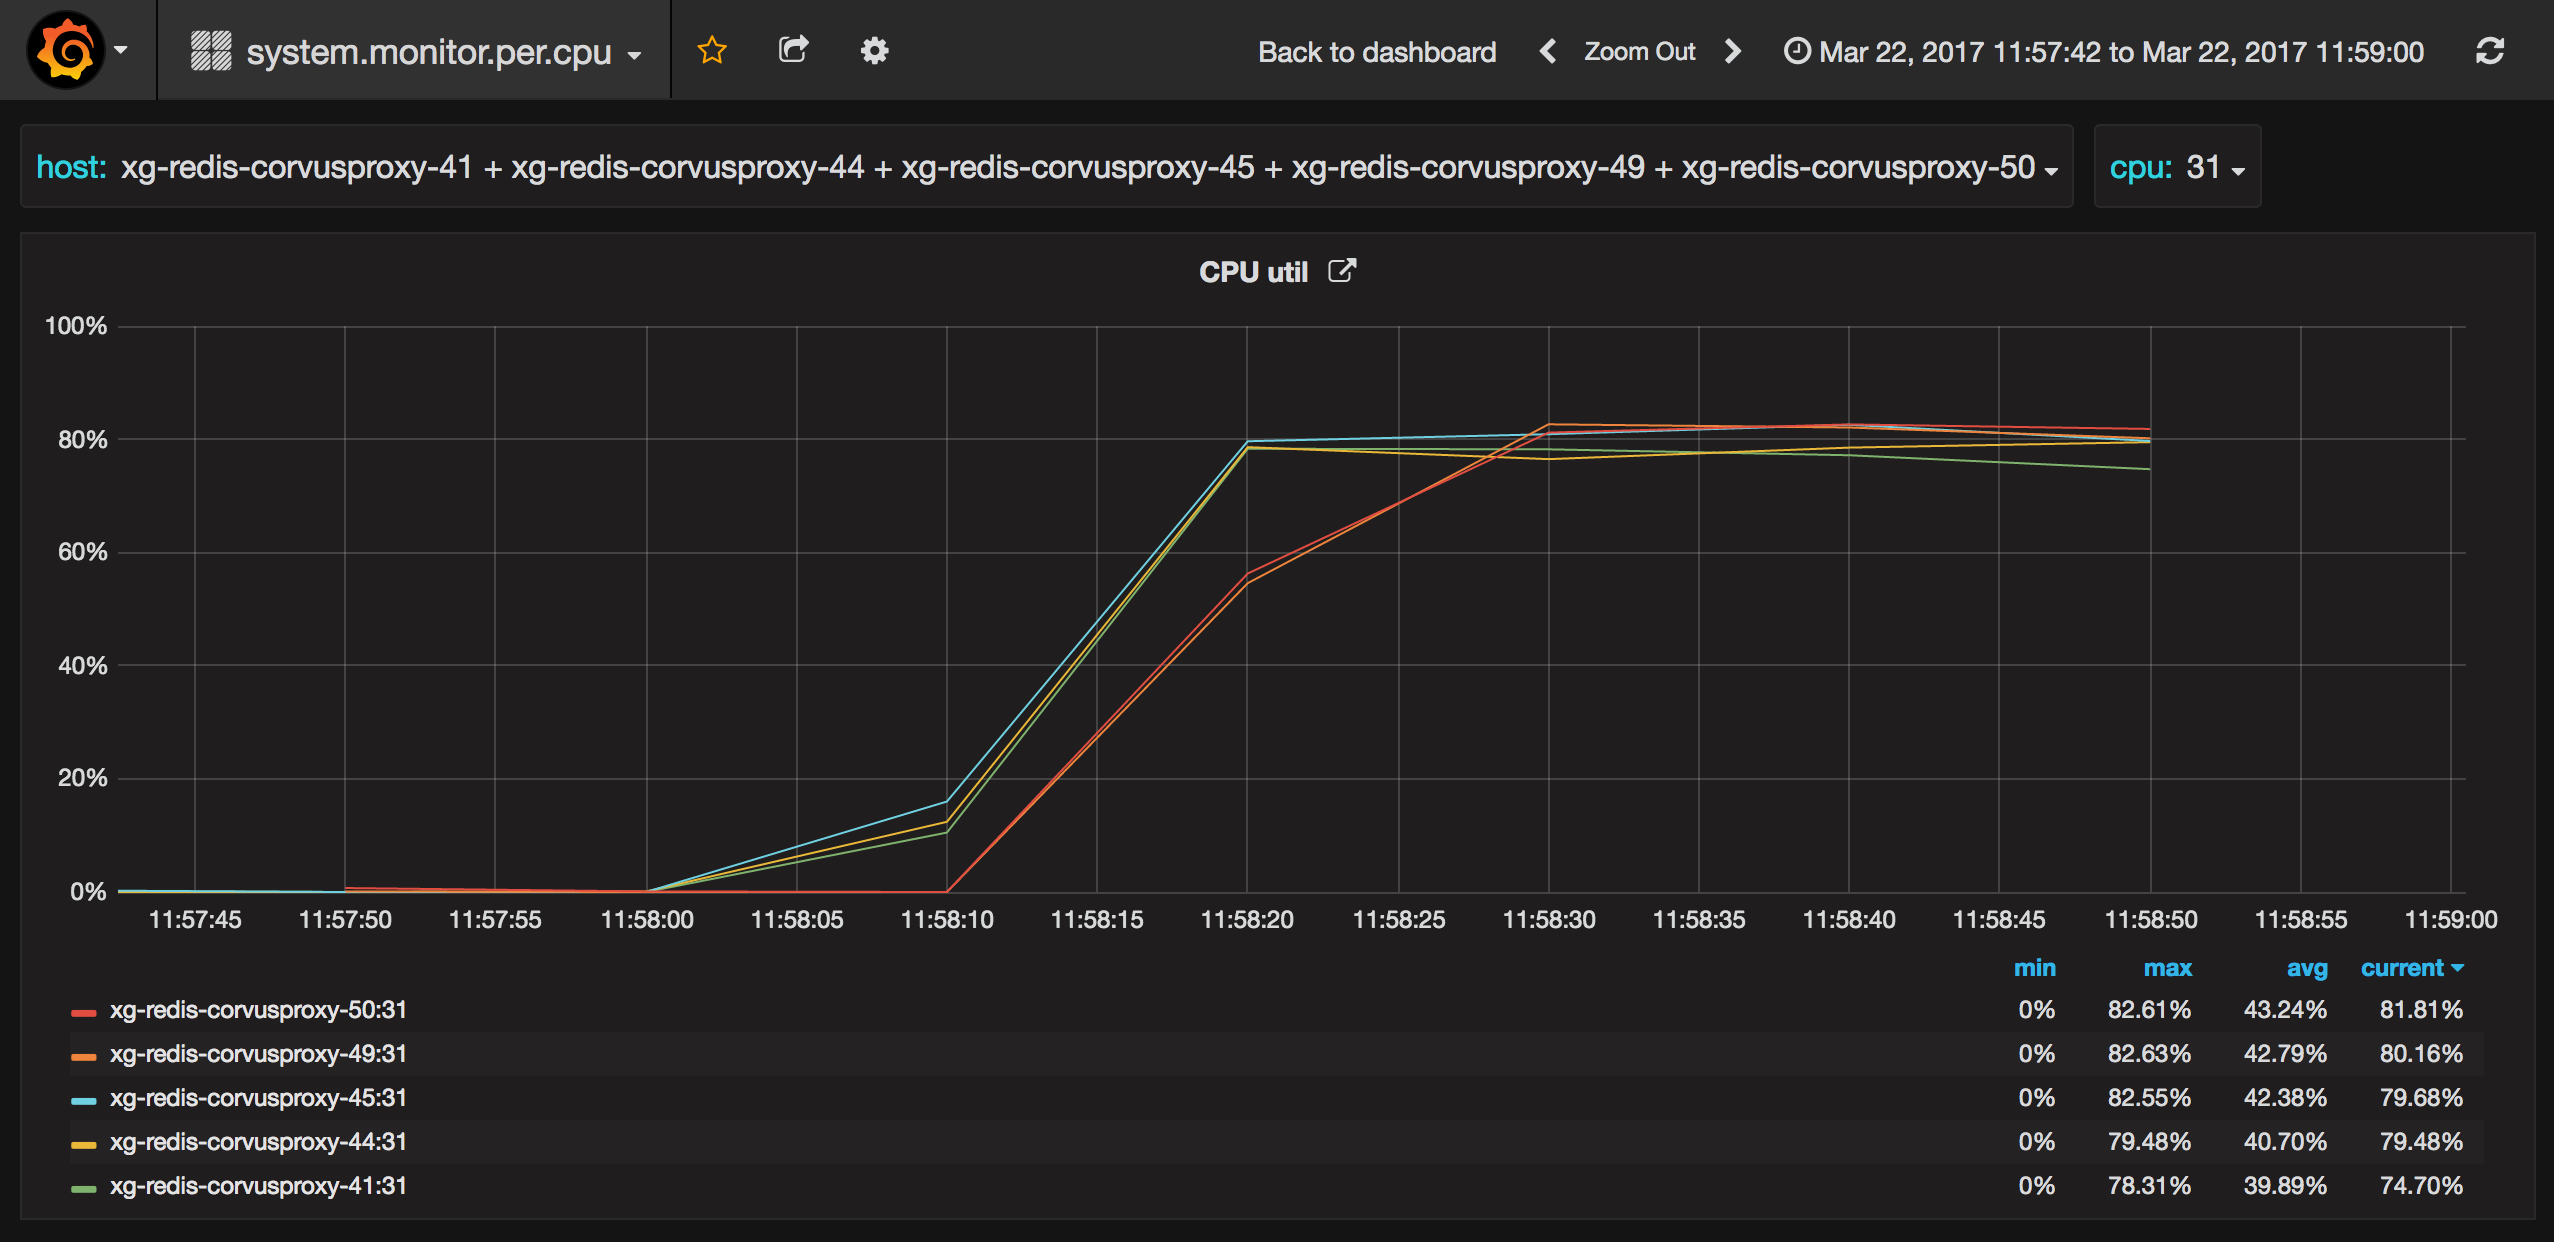 system.monitor.per.cpu Back to dashboard Zoom Out Mar 22, 2017 11:57:42 to Mar 22, 2017 11:59:00
host: xg-redis-corvusproxy-41 + xg-redis-corvusproxy-44 + xg-redis-corvusproxy-45 + xg-redis-corvusproxy-49 + xg-redis-corvusproxy-50 cpu: 31
CPU util
100%
80%
60%
40%
20%
0%
11:57:45 11:57:50 11:57:55 11:58:00 11:58:05 11:58:10 11:58:15 11:58:20 11:58:25 11:58:30 11:58:35 11:58:40 11:58:45 11:58:50 11:58:55 11:59:00
min max avg current
xg-redis-corvusproxy-50:31 0% 82.61% 43.24% 81.81%
xg-redis-corvusproxy-49:31 0% 82.63% 42.79% 80.16%
xg-redis-corvusproxy-45:31 0% 82.55% 42.38% 79.68%
xg-redis-corvusproxy-44:31 0% 79.48% 40.70% 79.48%
xg-redis-corvusproxy-41:31 0% 78.31% 39.89% 74.70%